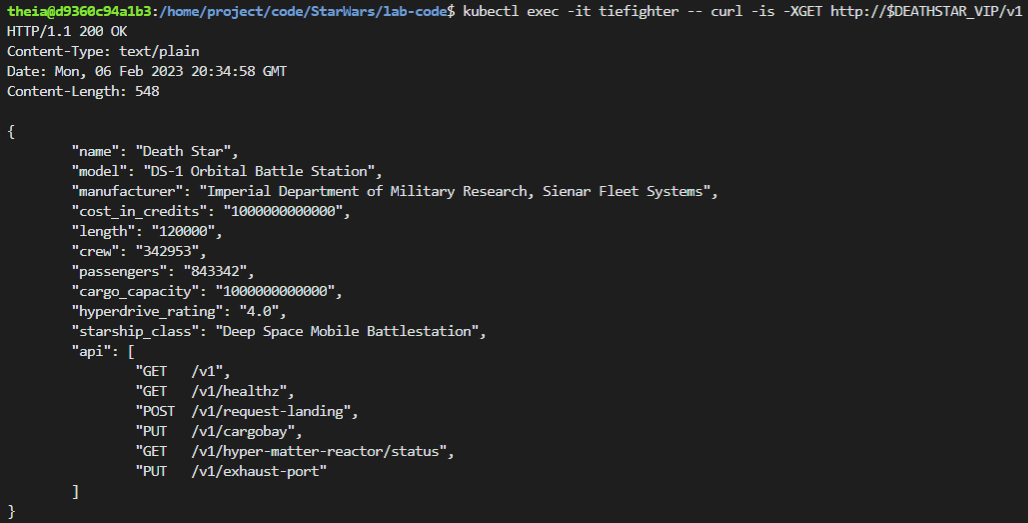 theia@d9360c94a1b3:/home/project/code/StarWars/lab-code$ kubectl exec -it tiefighter -- curl -is -XGET http://$DEATHSTAR_VIP/v1
HTTP/1.1 200 OK
Content-Type: text/plain
Date: Mon, 06 Feb 2023 20:34:58 GMT
Content-Length: 548

{
        "name": "Death Star",
        "model": "DS-1 Orbital Battle Station",
        "manufacturer": "Imperial Department of Military Research, Sienar Fleet Systems",
        "cost_in_credits": "1000000000000",
        "length": "120000",
        "crew": "342953",
        "passengers": "843342",
        "cargo_capacity": "1000000000000",
        "hyperdrive_rating": "4.0",
        "starship_class": "Deep Space Mobile Battlestation",
        "api": [
                "GET   /v1",
                "GET   /v1/healthz",
                "POST  /v1/request-landing",
                "PUT   /v1/cargobay",
                "GET   /v1/hyper-matter-reactor/status",
                "PUT   /v1/exhaust-port"
        ]
}